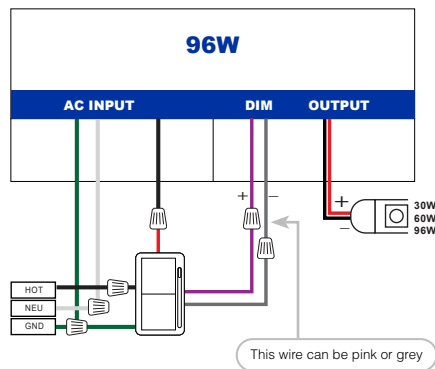 96W
AC INPUT DIM OUTPUT
+ −
+
−
30W
60W
96W
HOT
NEU
GND
This wire can be pink or grey